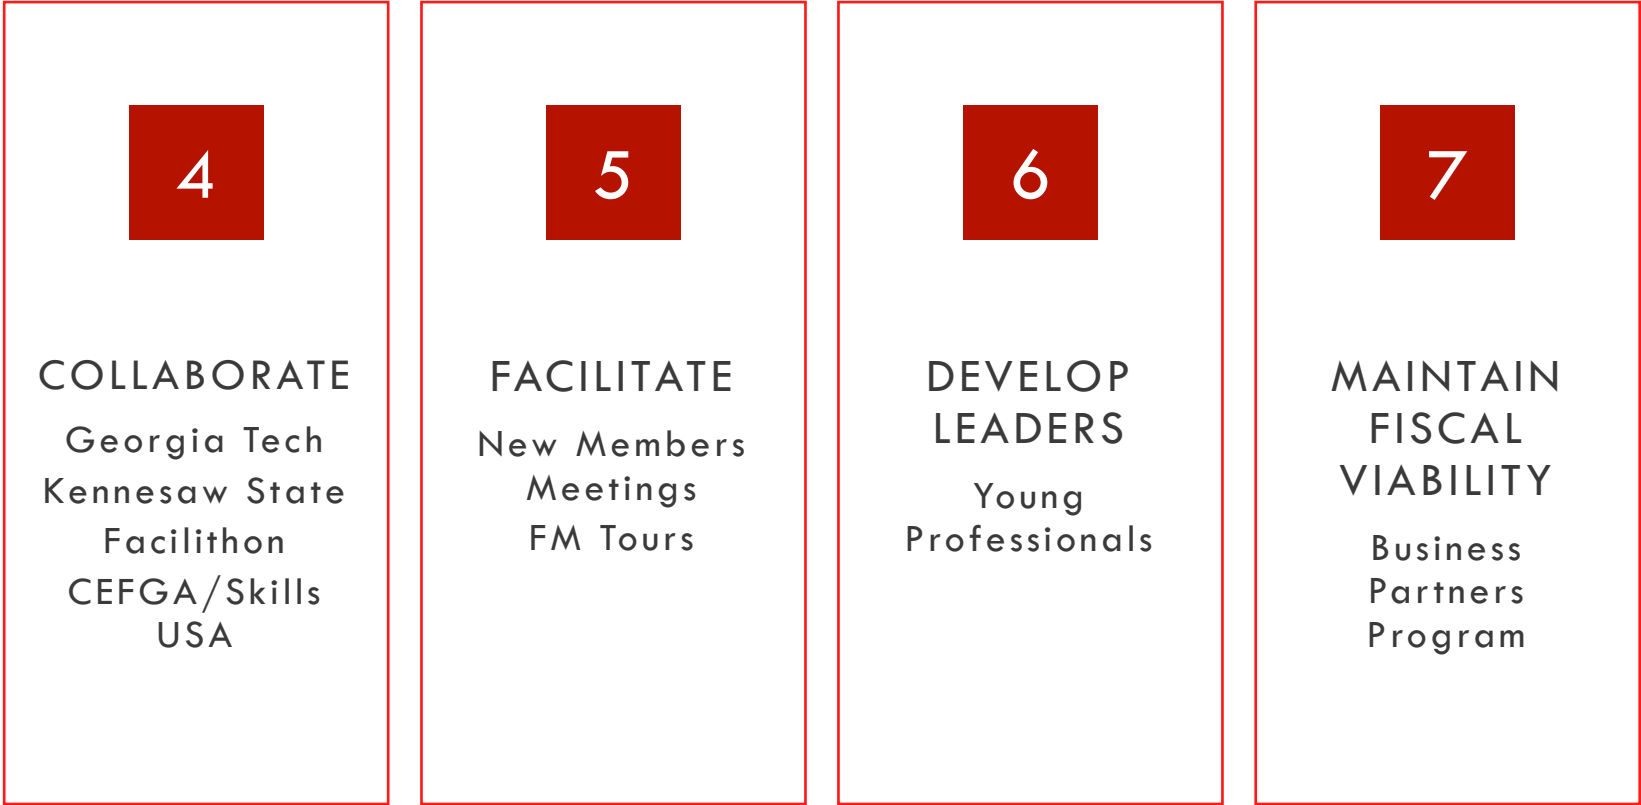 4
COLLABORATE
Georgia Tech
Kennesaw State
Facilithon
CEFGA/Skills
USA
5
FACILITATE
New Members
Meetings
FM Tours
6
DEVELOP
LEADERS
Young
Professionals
7
MAINTAIN
FISCAL
VIABILITY
Business
Partners
Program